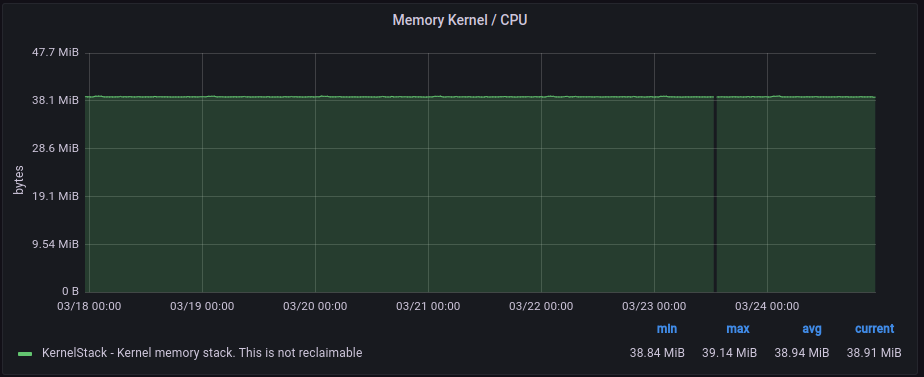 Memory Kernel / CPU
47.7 MiB
38.1 MiB
28.6 MiB
19.1 MiB
9.54 MiB
0 B
bytes
03/18 00:00 03/19 00:00 03/20 00:00 03/21 00:00 03/22 00:00 03/23 00:00 03/24 00:00
min max avg current
KernelStack - Kernel memory stack. This is not reclaimable 38.84 MiB 39.14 MiB 38.94 MiB 38.91 MiB